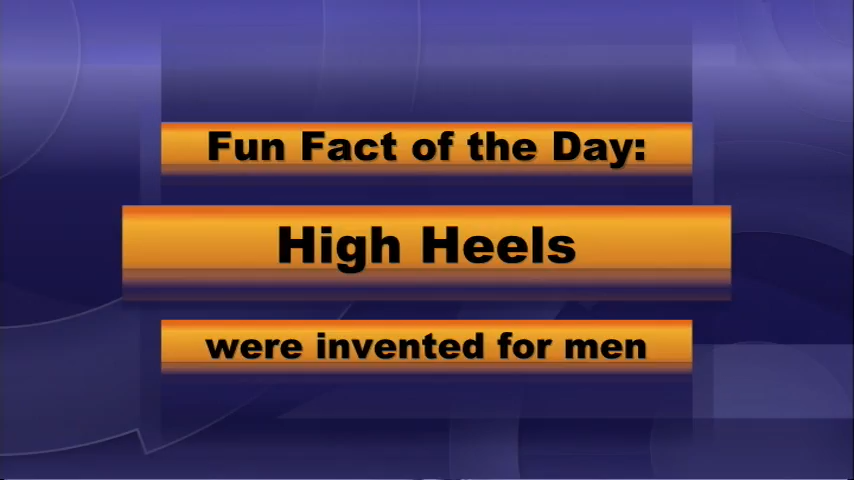 Fun Fact of the Day:
High Heels
were invented for men